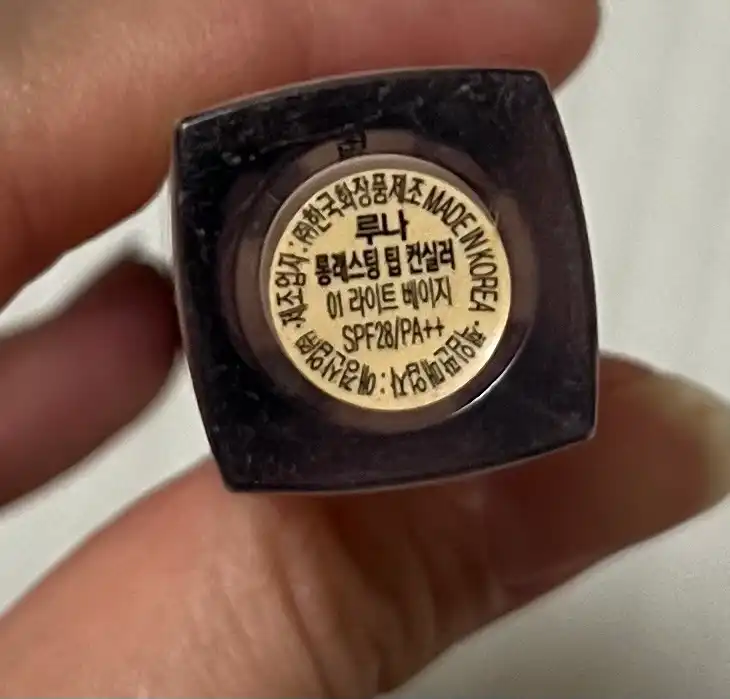 루나
롱래스팅 팁 컨실러
01 라이트 베이지
SPF28/PA++
·제조업자:㈜한국화장품제조 MADE IN KOREA·